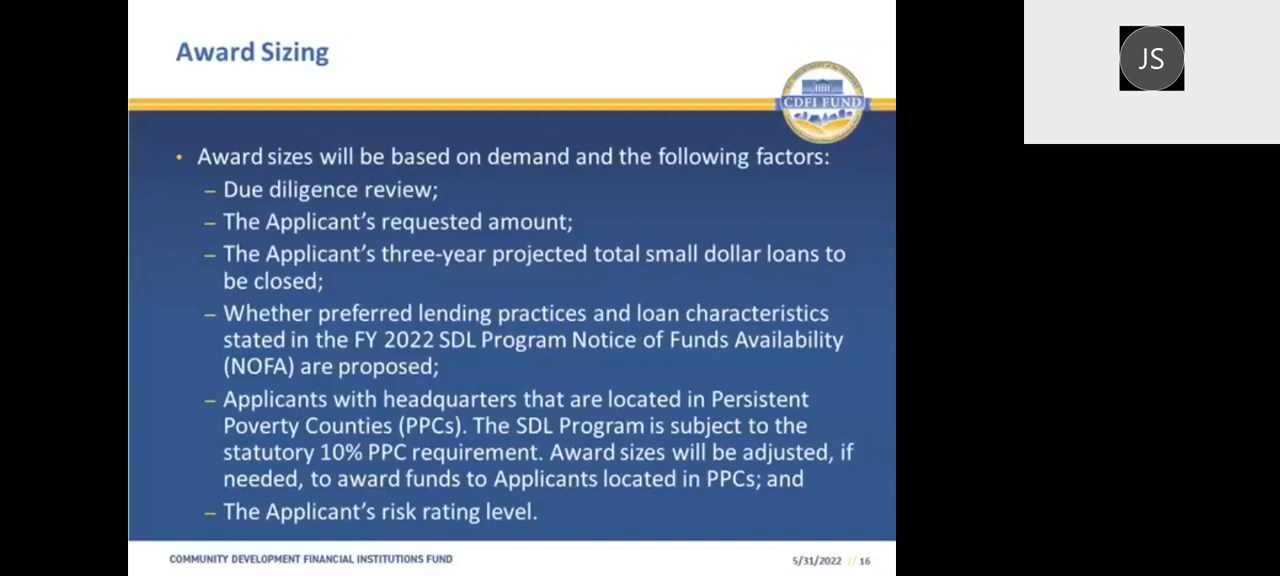 Award Sizing
JS
CDFI FUND
• Award sizes will be based on demand and the following factors:
– Due diligence review;
– The Applicant's requested amount;
– The Applicant's three-year projected total small dollar loans to
be closed;
– Whether preferred lending practices and loan characteristics
stated in the FY 2022 SDL Program Notice of Funds Availability
(NOFA) are proposed;
– Applicants with headquarters that are located in Persistent
Poverty Counties (PPCs). The SDL Program is subject to the
statutory 10% PPC requirement. Award sizes will be adjusted, if
needed, to award funds to Applicants located in PPCs; and
– The Applicant's risk rating level.
COMMUNITY DEVELOPMENT FINANCIAL INSTITUTIONS FUND
5/31/2022 // 16